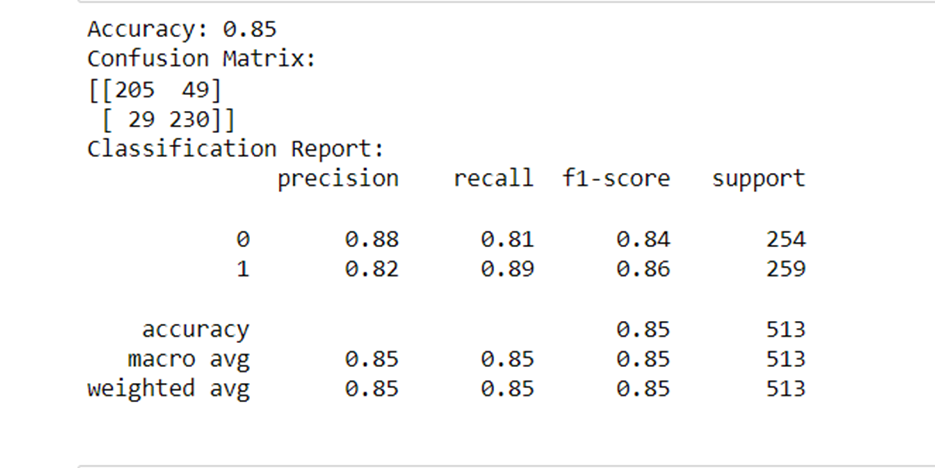 Accuracy: 0.85
Confusion Matrix:
[[205  49]
 [ 29 230]]
Classification Report:
              precision    recall  f1-score   support

           0       0.88      0.81      0.84       254
           1       0.82      0.89      0.86       259

    accuracy                           0.85       513
   macro avg       0.85      0.85      0.85       513
weighted avg       0.85      0.85      0.85       513